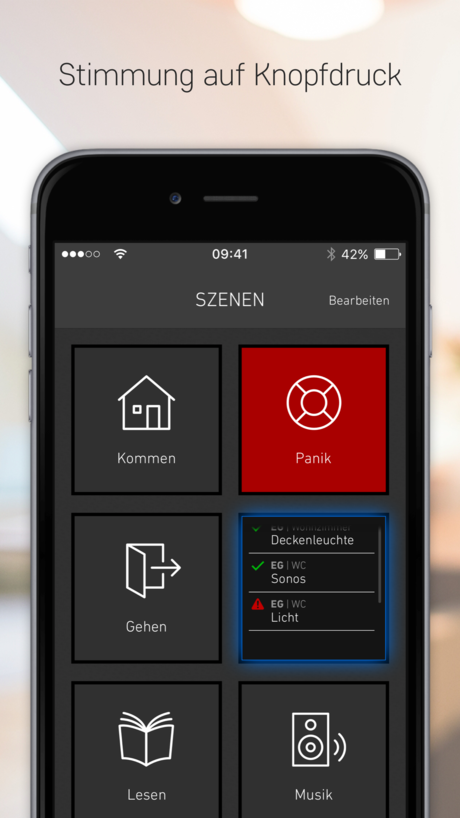 Stimmung auf Knopfdruck
09:41
42%
SZENEN
Bearbeiten
Kommen
Panik
Gehen
EG | Wohnzimmer
Deckenleuchte
EG | WC
Sonos
EG | WC
Licht
Lesen
Musik